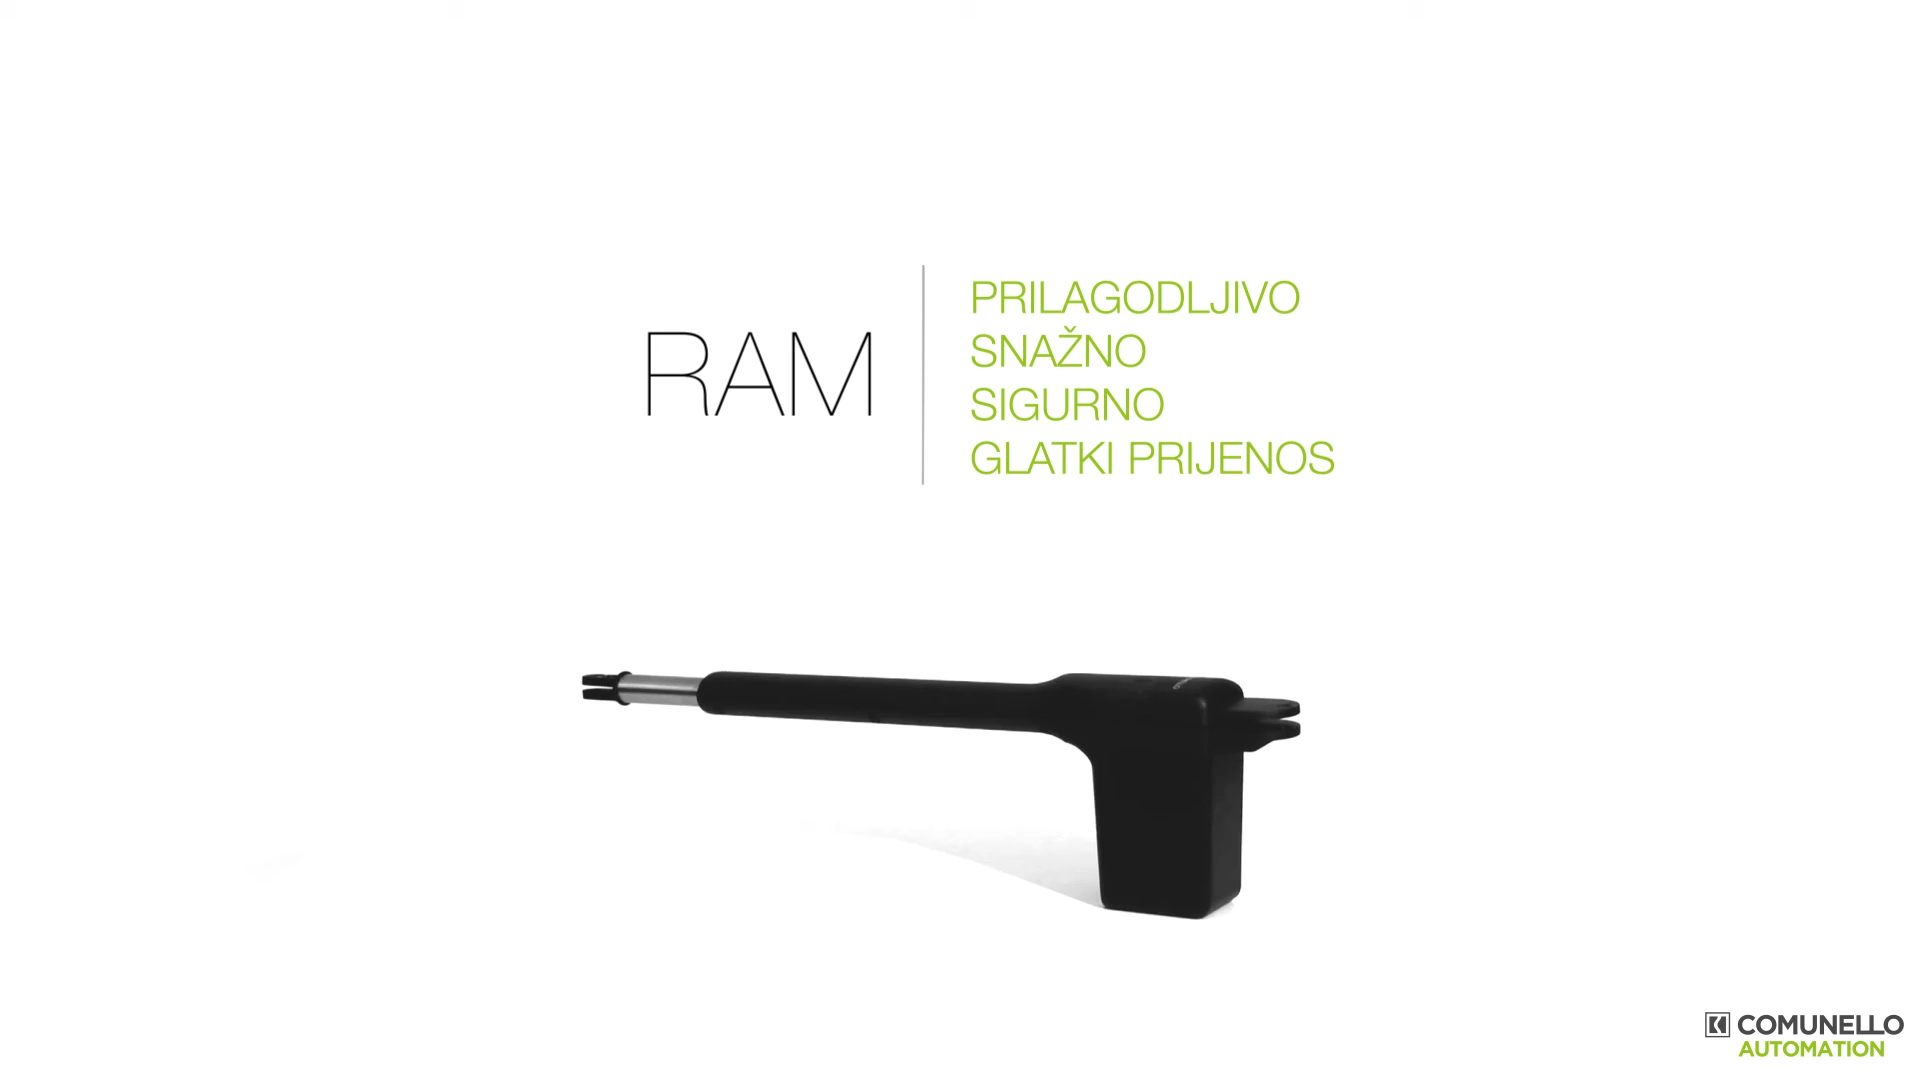 RAM
PRILAGODLJIVO
SNAŽNO
SIGURNO
GLATKI PRIJENOS
COMUNELLO
AUTOMATION